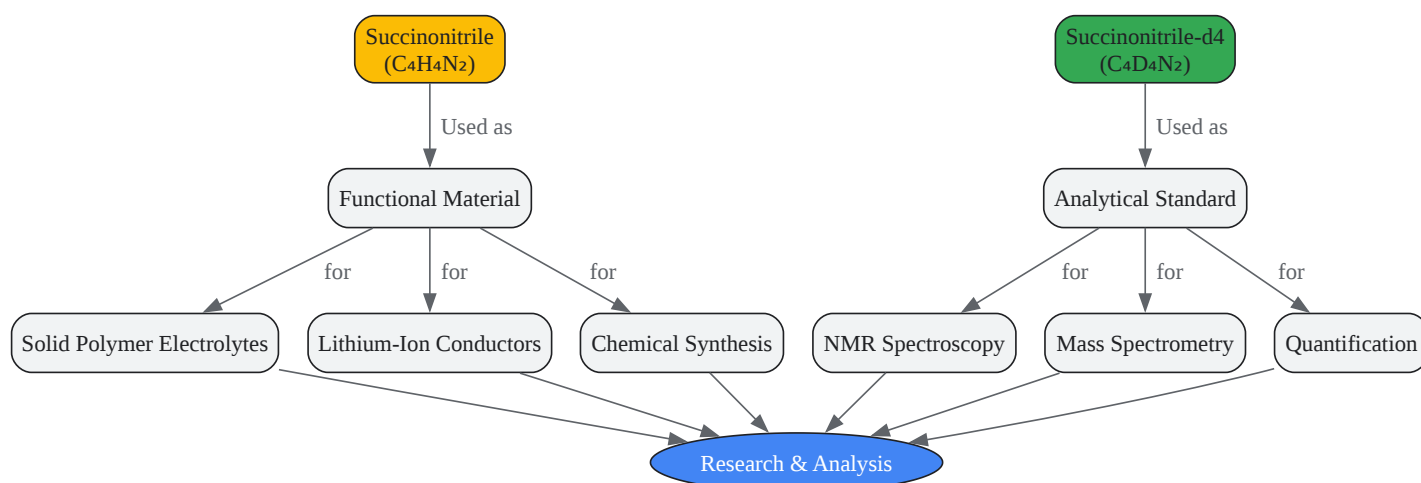 Succinonitrile
(C₄H₄N₂)
Succinonitrile-d4
(C₄D₄N₂)
Used as
Used as
Functional Material
Analytical Standard
for
for
for
for
for
for
Solid Polymer Electrolytes
Lithium-Ion Conductors
Chemical Synthesis
NMR Spectroscopy
Mass Spectrometry
Quantification
Research & Analysis